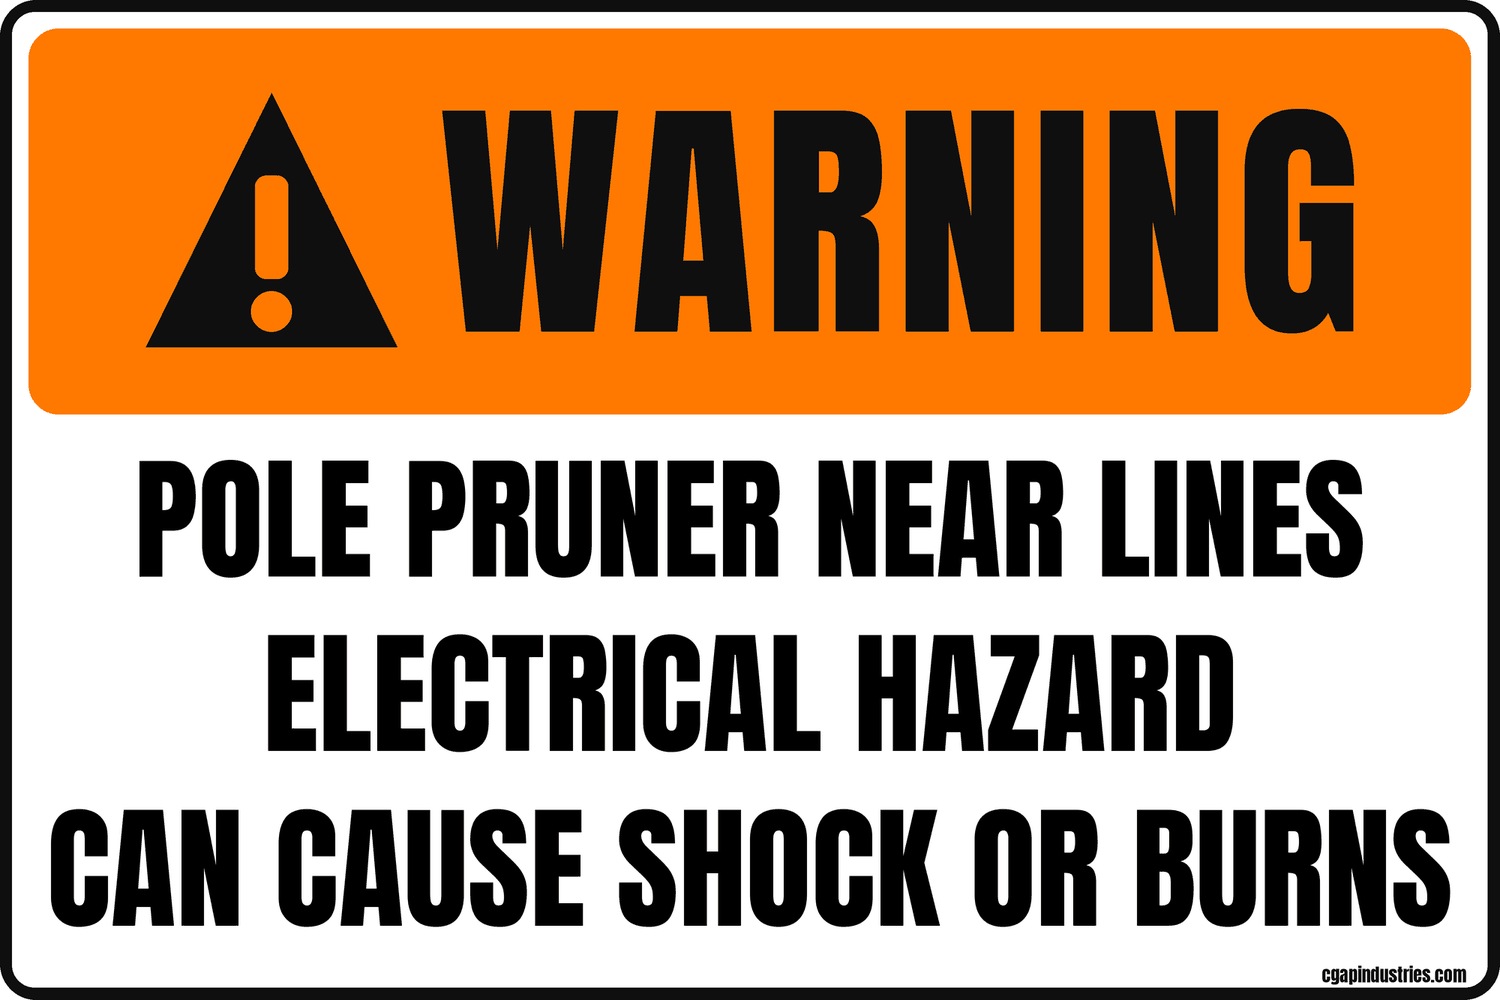 WARNING
POLE PRUNER NEAR LINES
ELECTRICAL HAZARD
CAN CAUSE SHOCK OR BURNS
cgapindustries.com